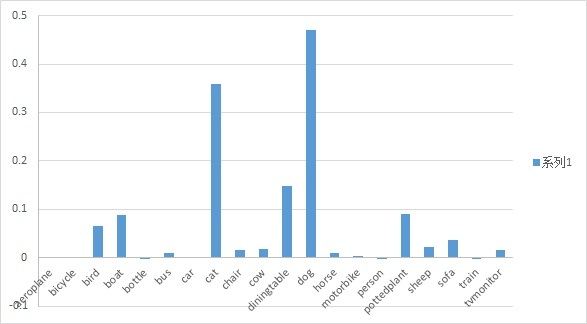 0.5
0.4
0.3
0.2
0.1
0
-0.1
aeroplane
bicycle
bird
boat
bottle
bus
car
cat
chair
cow
diningtable
dog
horse
motorbike
person
pottedplant
sheep
sofa
train
tvmonitor
系列1